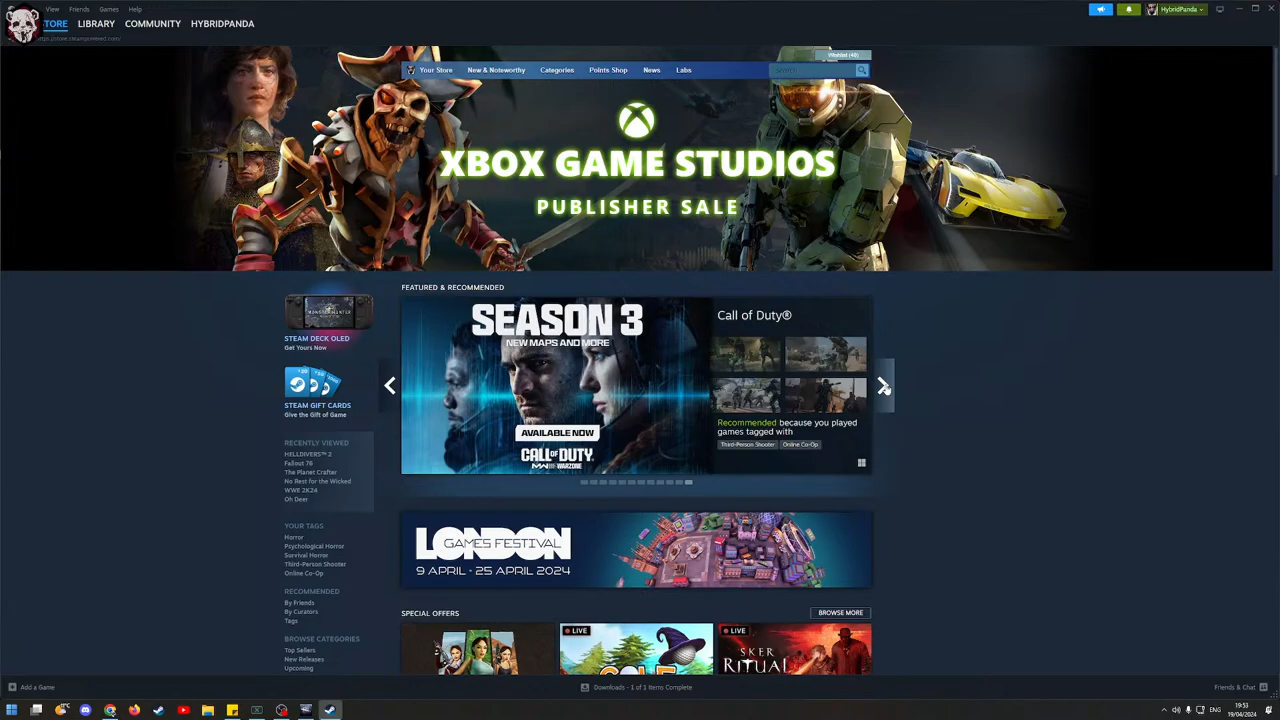 View Friends Games Help
HybridPanda
STORE LIBRARY COMMUNITY HYBRIDPANDA
https://store.steampowered.com/
Wishlist (40)
Your Store New & Noteworthy Categories Points Shop News Labs
XBOX GAME STUDIOS
PUBLISHER SALE
FEATURED & RECOMMENDED
STEAM DECK OLED
Get Yours Now
STEAM GIFT CARDS
Give the Gift of Game
SEASON 3
NEW MAPS AND MORE
AVAILABLE NOW
CALL OF DUTY
Call of Duty®
Recommended because you played
games tagged with
Third-Person Shooter Online Co-Op
RECENTLY VIEWED
HELLDIVERS™ 2
Fallout 76
The Planet Crafter
No Rest for the Wicked
WWE 2K24
Oh Deer
YOUR TAGS
Horror
Psychological Horror
Survival Horror
Third-Person Shooter
Online Co-Op
LONDON
GAMES FESTIVAL
9 APRIL - 25 APRIL 2024
RECOMMENDED
By Friends
By Curators
Tags
BROWSE CATEGORIES
Top Sellers
New Releases
Upcoming
SPECIAL OFFERS
BROWSE MORE
LIVE
LIVE
SKER
RITUAL
Add a Game
Downloads - 1 of 1 Items Complete
Friends & Chat
ENG
19:53
19/04/2024